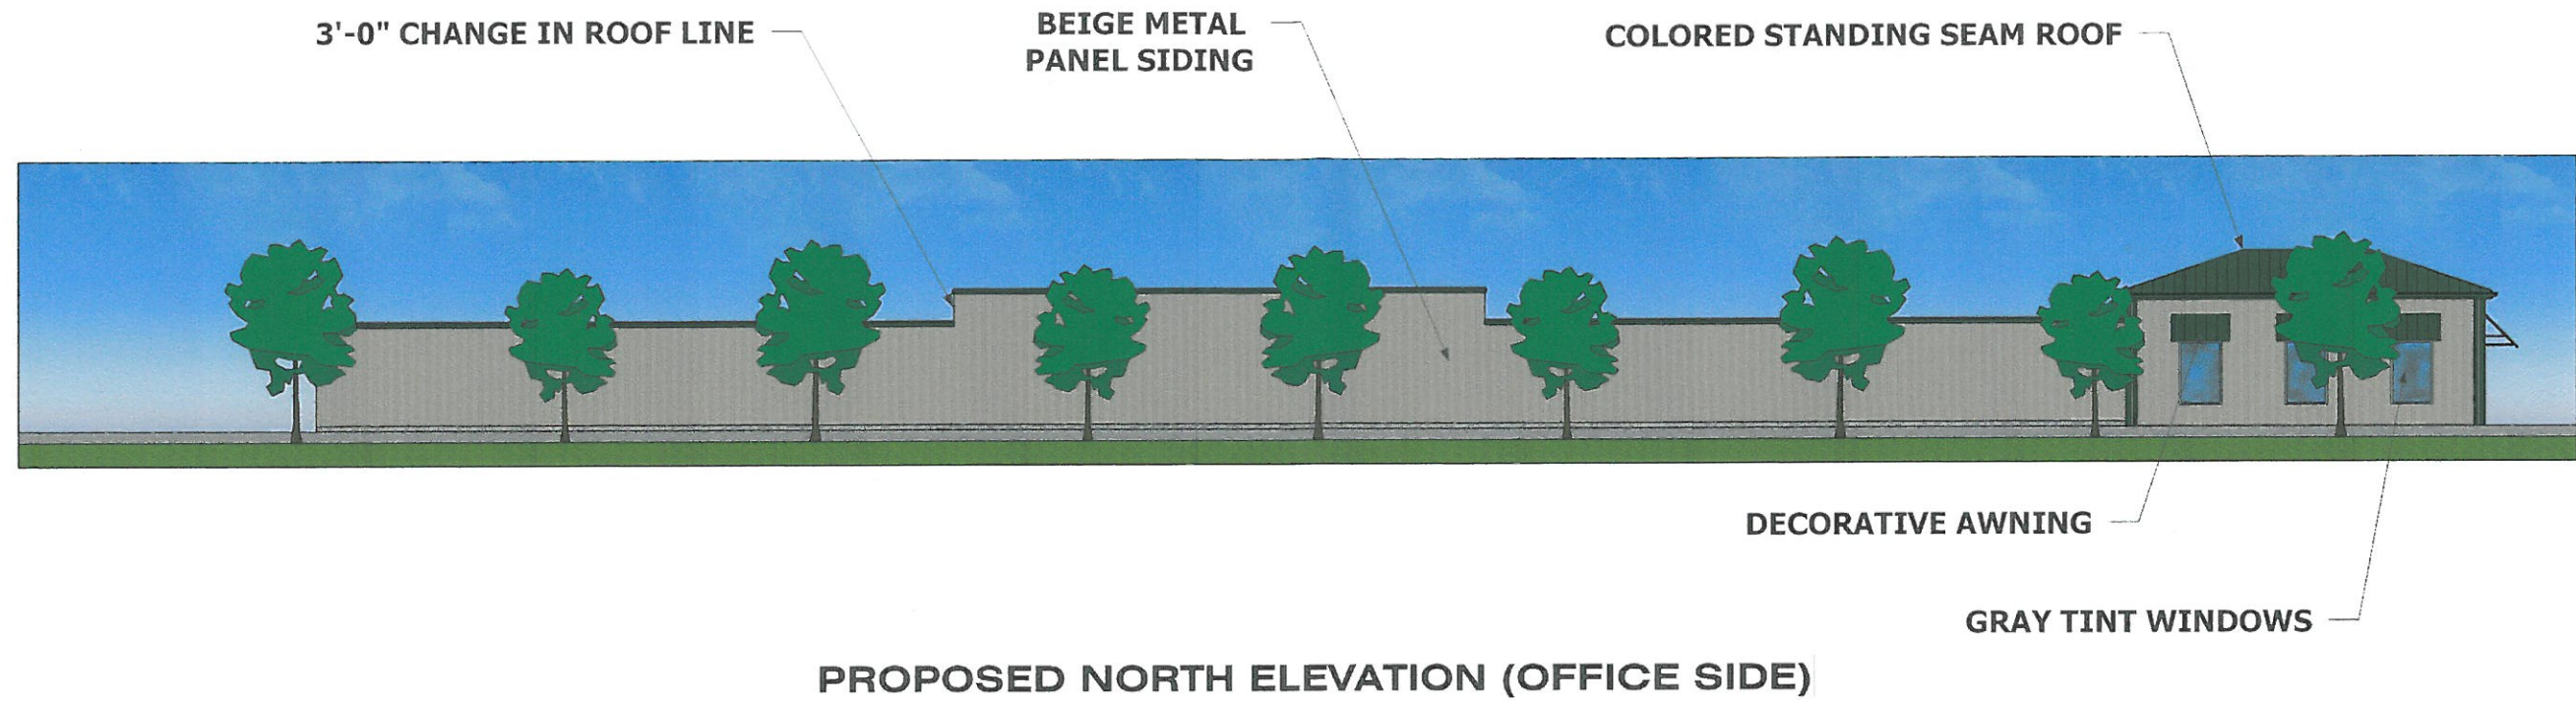 3'-0" CHANGE IN ROOF LINE
BEIGE METAL
PANEL SIDING
COLORED STANDING SEAM ROOF
DECORATIVE AWNING
GRAY TINT WINDOWS
PROPOSED NORTH ELEVATION (OFFICE SIDE)